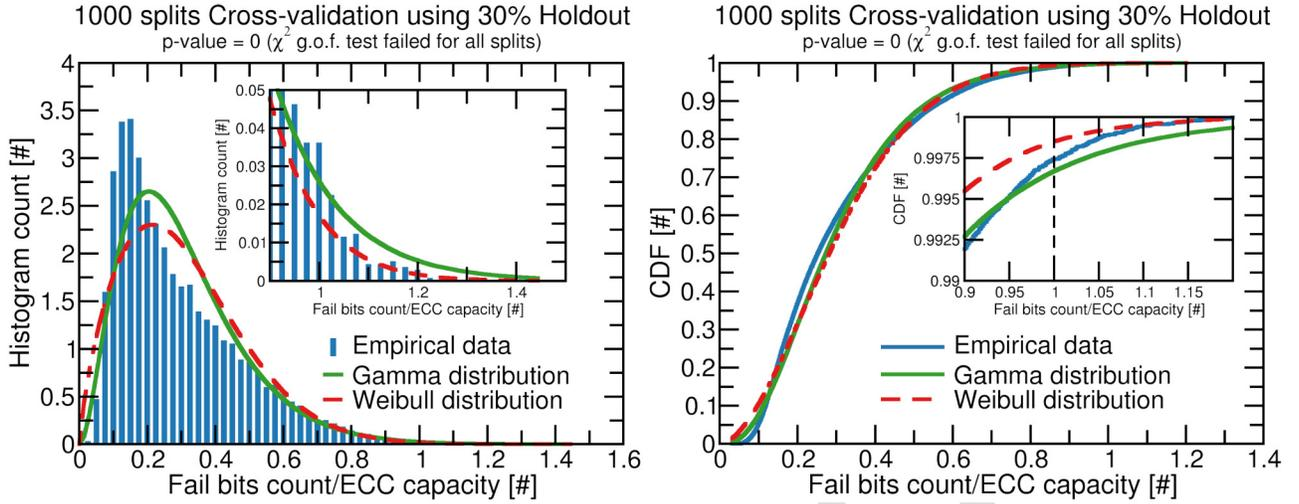 1000 splits Cross-validation using 30% Holdout
p-value = 0 (χ² g.o.f. test failed for all splits)
Histogram count [#]
4
3.5
3
2.5
2
1.5
1
0.5
0
0 0.2 0.4 0.6 0.8 1 1.2 1.4 1.6
Fail bits count/ECC capacity [#]
Histogram count [#]
0.05
0.04
0.03
0.02
0.01
0
1 1.2 1.4
Fail bits count/ECC capacity [#]
Empirical data
Gamma distribution
Weibull distribution
1000 splits Cross-validation using 30% Holdout
p-value = 0 (χ² g.o.f. test failed for all splits)
CDF [#]
1
0.9
0.8
0.7
0.6
0.5
0.4
0.3
0.2
0.1
0
0 0.2 0.4 0.6 0.8 1 1.2 1.4
Fail bits count/ECC capacity [#]
CDF [#]
1
0.9975
0.995
0.9925
0.99
0.9 0.95 1 1.05 1.1 1.15
Fail bits count/ECC capacity [#]
Empirical data
Gamma distribution
Weibull distribution